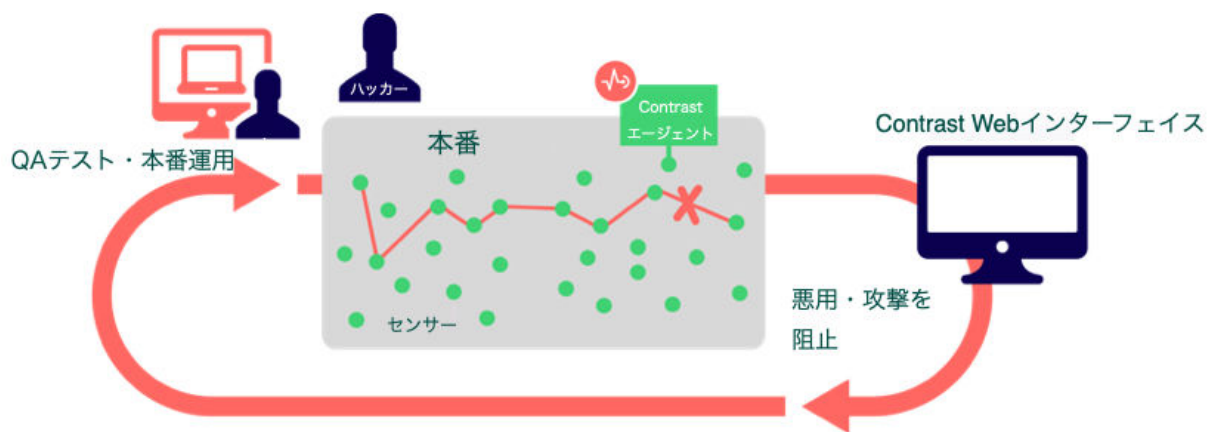 ハッカー
Contrast
エージェント
本番
Contrast Webインターフェイス
QAテスト・本番運用
センサー
悪用・攻撃を
阻止